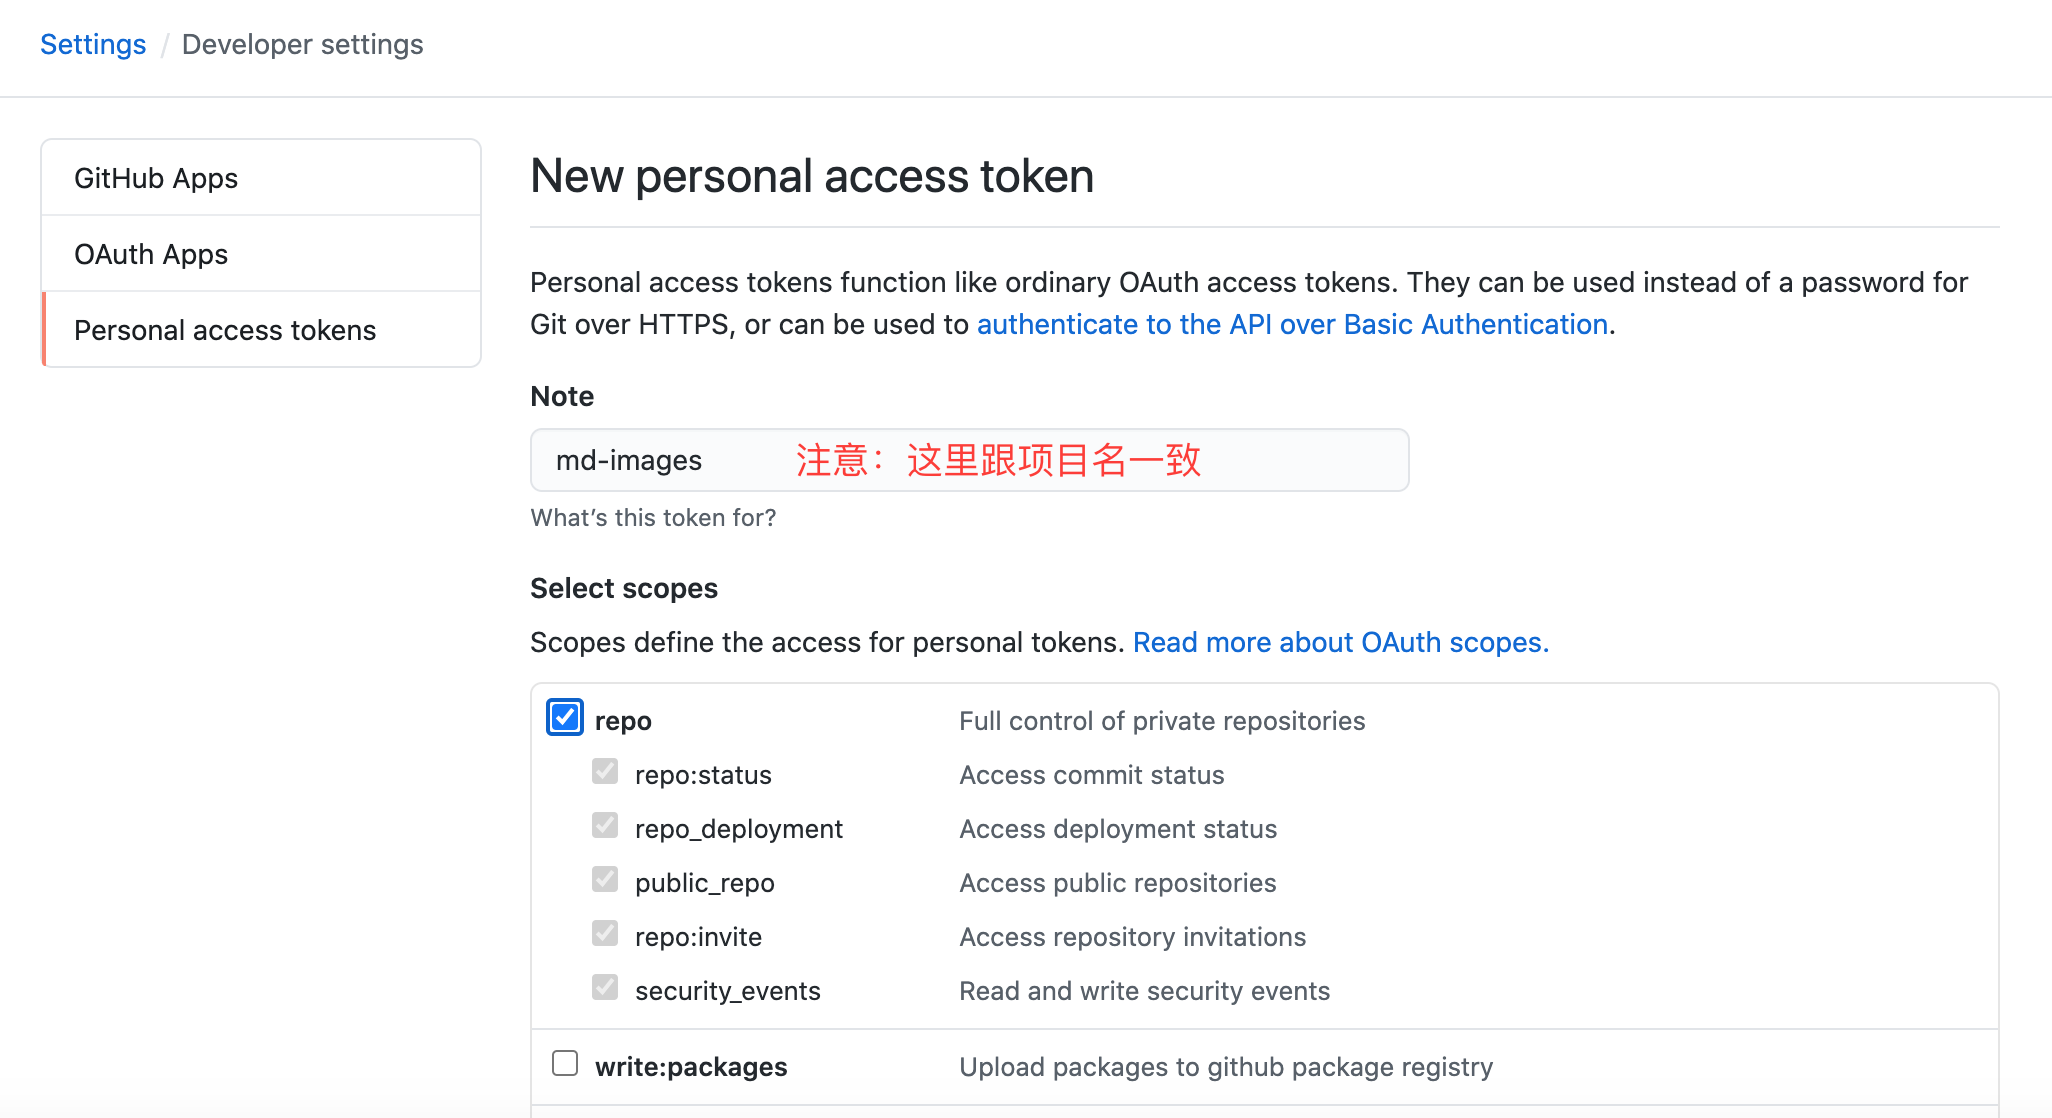 Settings / Developer settings
GitHub Apps
OAuth Apps
Personal access tokens
New personal access token
Personal access tokens function like ordinary OAuth access tokens. They can be used instead of a password for
Git over HTTPS, or can be used to authenticate to the API over Basic Authentication.
Note
md-images 注意：这里跟项目名一致
What’s this token for?
Select scopes
Scopes define the access for personal tokens. Read more about OAuth scopes.
repo Full control of private repositories
repo:status Access commit status
repo_deployment Access deployment status
public_repo Access public repositories
repo:invite Access repository invitations
security_events Read and write security events
write:packages Upload packages to github package registry